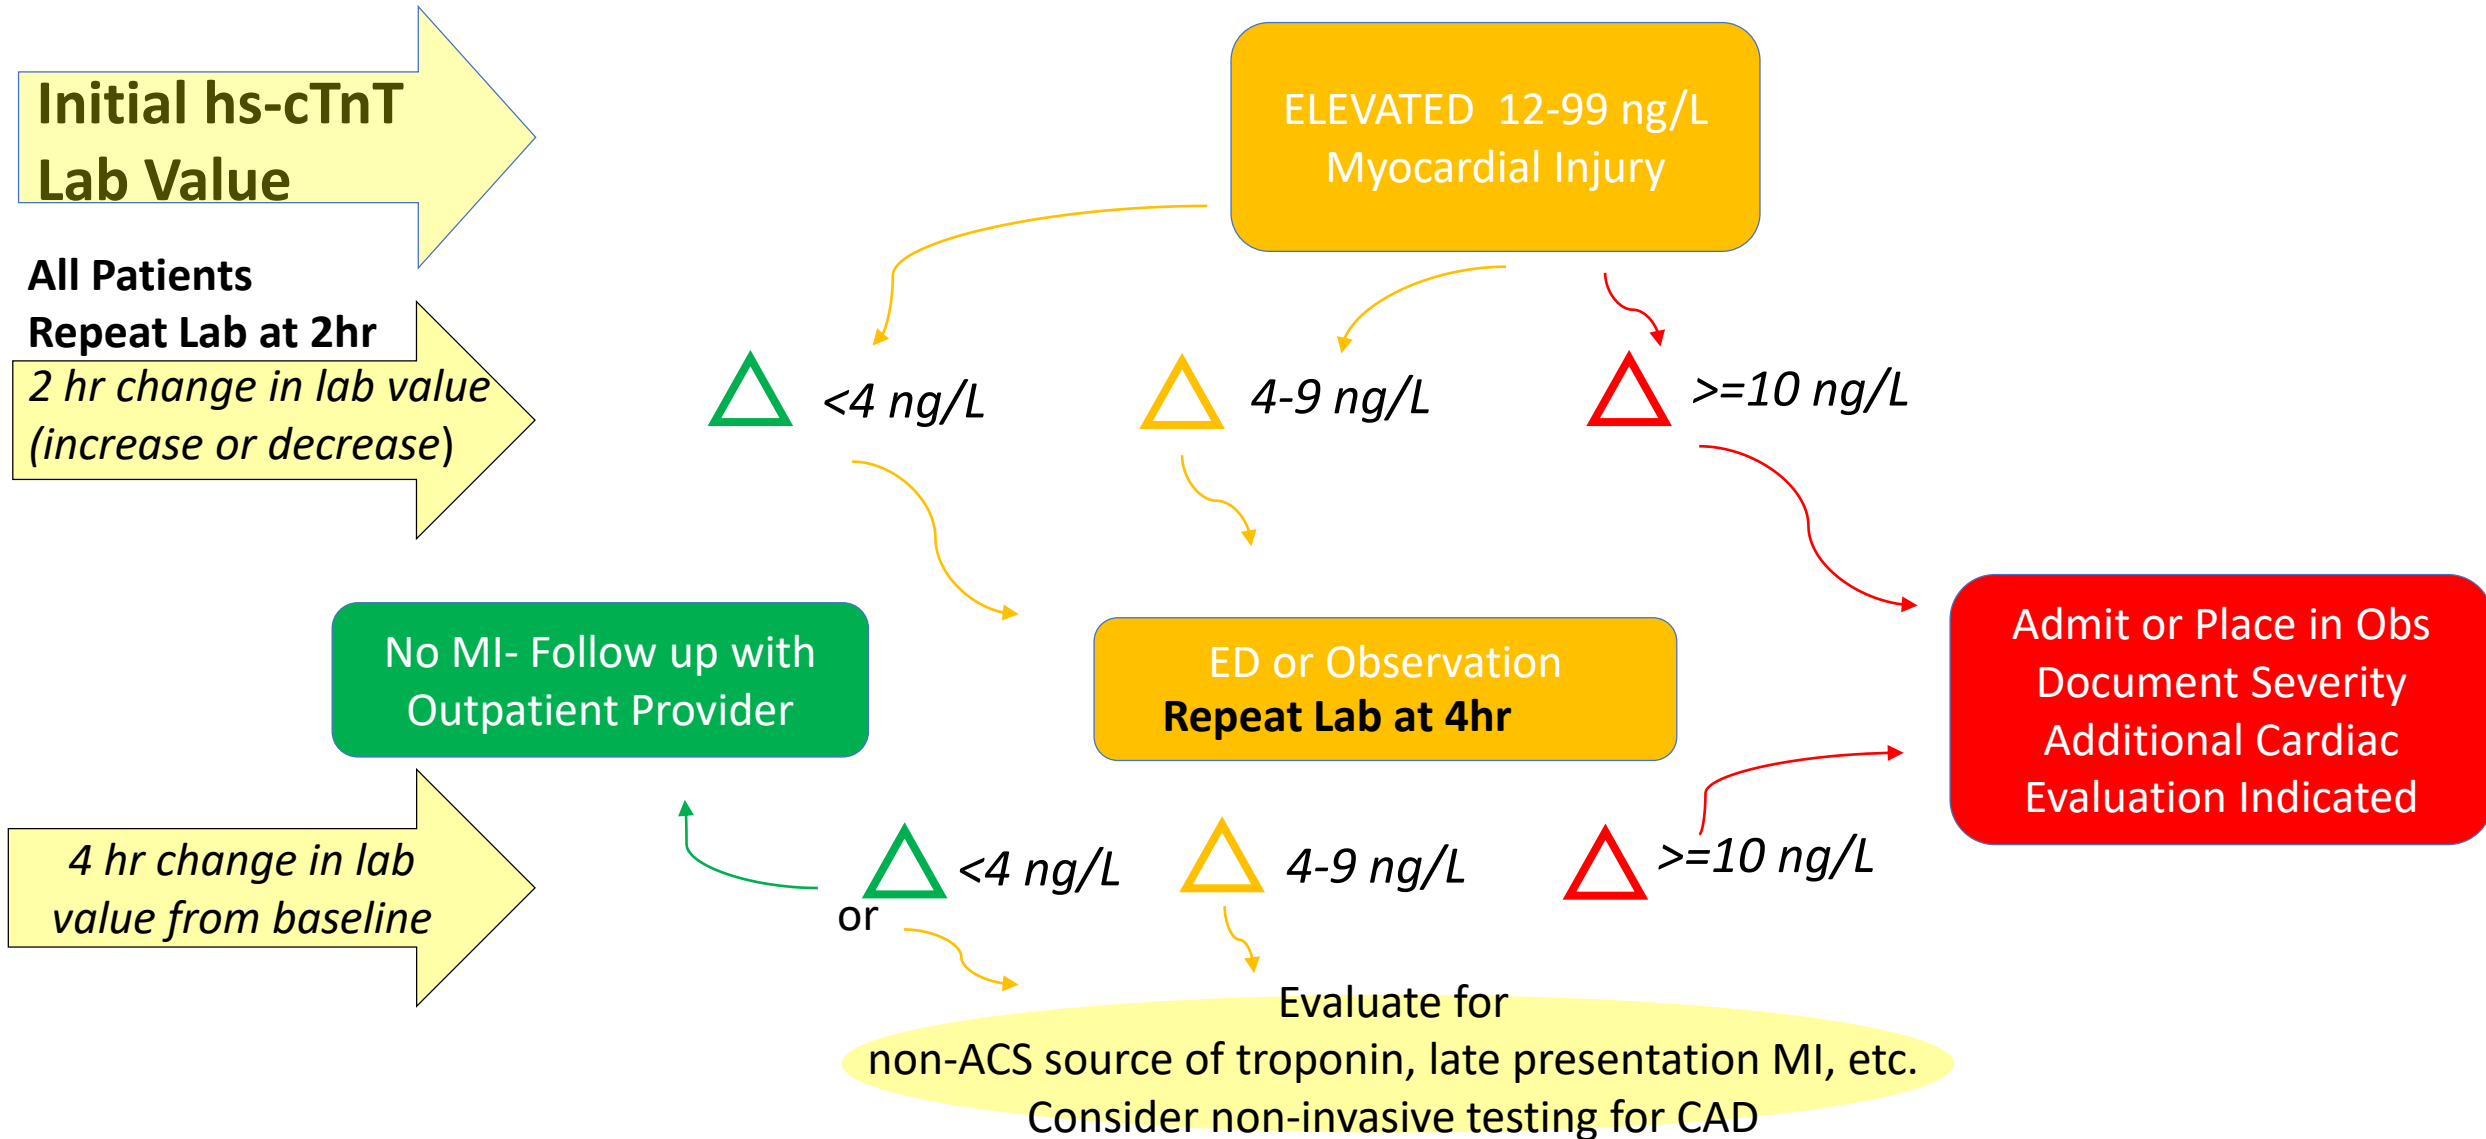 Initial hs-cTnT
Lab Value
ELEVATED 12-99 ng/L
Myocardial Injury
All Patients
Repeat Lab at 2hr
2 hr change in lab value
(increase or decrease)
<4 ng/L
4-9 ng/L
>=10 ng/L
No MI- Follow up with
Outpatient Provider
ED or Observation
Repeat Lab at 4hr
Admit or Place in Obs
Document Severity
Additional Cardiac
Evaluation Indicated
4 hr change in lab
value from baseline
<4 ng/L
4-9 ng/L
>=10 ng/L
or
Evaluate for
non-ACS source of troponin, late presentation MI, etc.
Consider non-invasive testing for CAD